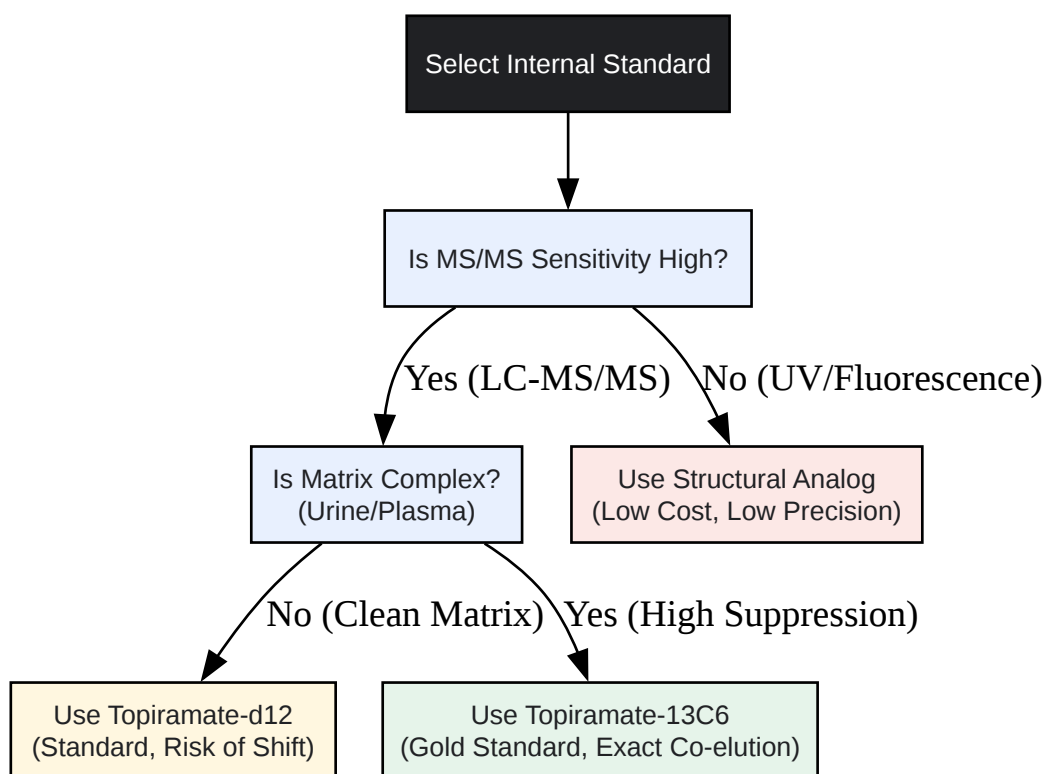 Select Internal Standard
Is MS/MS Sensitivity High?
Yes (LC-MS/MS)
No (UV/Fluorescence)
Is Matrix Complex?
(Urine/Plasma)
Use Structural Analog
(Low Cost, Low Precision)
No (Clean Matrix)
Yes (High Suppression)
Use Topiramate-d12
(Standard, Risk of Shift)
Use Topiramate-13C6
(Gold Standard, Exact Co-elution)